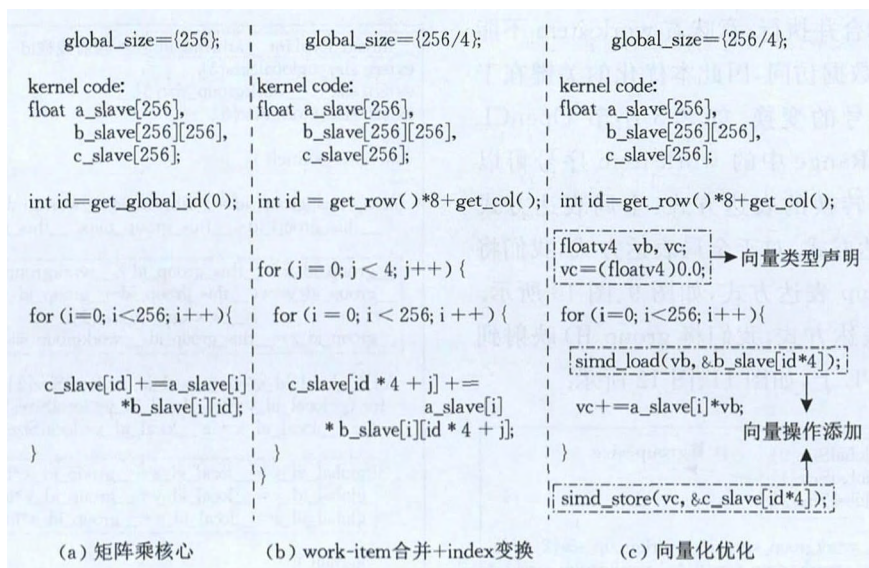 global_size={256};
kernel code:
float a_slave[256],
b_slave[256][256],
c_slave[256];
int id=get_global_id(0);
for (i=0; i<256; i++){
c_slave[id]+=a_slave[i]
*b_slave[i][id];
}
(a) 矩阵乘核心
global_size={256/4};
kernel code:
float a_slave[256],
b_slave[256][256],
c_slave[256];
int id = get_row()*8+get_col();
for (j = 0; j < 4; j++) {
for (i = 0; i < 256; i ++) {
c_slave[id * 4 + j] +=
a_slave[i]
* b_slave[i][id * 4 + j];
}
}
(b) work-item合并+index变换
global_size={256/4};
kernel code:
float a_slave[256],
b_slave[256][256],
c_slave[256];
int id=get_row()*8+get_col();
floatv4 vb, vc;
vc=(floatv4)0.0;
向量类型声明
for (i=0; i<256; i++){
simd_load(vb, &b_slave[id*4]);
vc+=a_slave[i]*vb;
向量操作添加
}
simd_store(vc, &c_slave[id*4]);
(c) 向量化优化